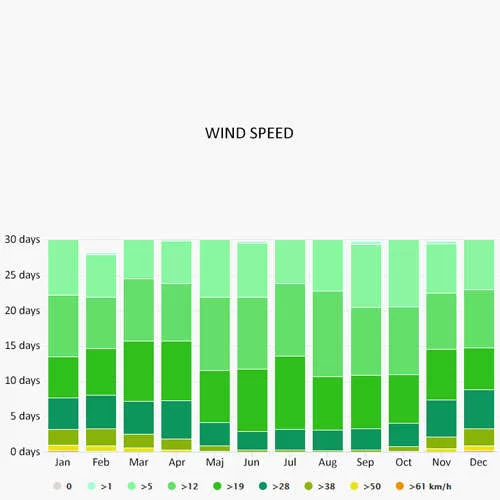 WIND SPEED
30 days
25 days
20 days
15 days
10 days
5 days
0 days
Jan Feb Mar Apr Maj Jun Jul Aug Sep Oct Nov Dec
0 >1 >5 >12 >19 >28 >38 >50 >61 km/h